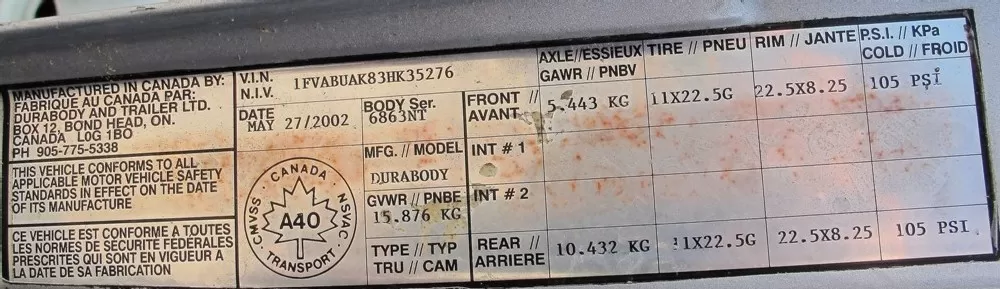 MANUFACTURED IN CANADA BY:
FABRIQUE AU CANADA PAR:
DURABODY AND TRAILER LTD.
BOX 12, BOND HEAD, ON.
CANADA L0G 1BO
PH 905-775-5338
THIS VEHICLE CONFORMS TO ALL
APPLICABLE MOTOR VEHICLE SAFETY
STANDARDS IN EFFECT ON THE DATE
OF ITS MANUFACTURE
CE VEHICLE EST CONFORME A TOUTES
LES NORMES DE SÉCURITÉ FÉDÉRALES
PRESCRITES QUI SONT EN VIGUEUR A
LA DATE DE SA FABRICATION
V.I.N.
N.I.V.
1FVABUAK83HK35276
DATE
MAY 27/2002
BODY Ser.
6863NT
CANADA
C.MVSS
NSVAC
A40
TRANSPORT
MFG. // MODEL
DURABODY
GVWR // PNBE
15.876 KG
TYPE // TYP
TRU // CAM
AXLE//ESSIEUX
GAWR // PNBV
TIRE // PNEU
RIM // JANTE
P.S.I. // KPa
COLD // FROID
FRONT //
AVANT
5.443 KG
11X22.5G
22.5X8.25
105 PSI
INT # 1
INT # 2
REAR //
ARRIERE
10.432 KG
11X22.5G
22.5X8.25
105 PSI